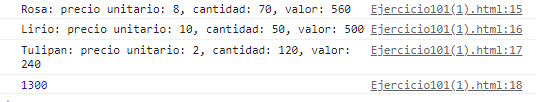 Rosa: precio unitario: 8, cantidad: 70, valor: 560 Ejercicio101(1).html:15
Lirio: precio unitario: 10, cantidad: 50, valor: 500 Ejercicio101(1).html:16
Tulipan: precio unitario: 2, cantidad: 120, valor: Ejercicio101(1).html:17
240
1300 Ejercicio101(1).html:18